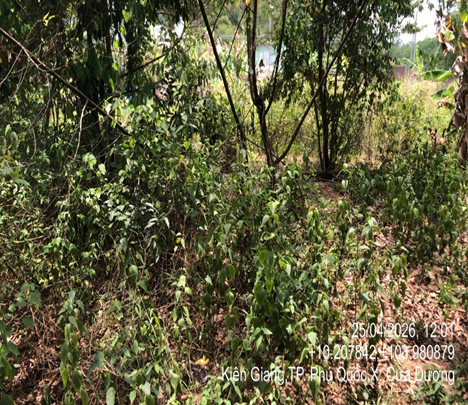 25/04/2026, 12:01
+10.207842,+103.980879
Kiên Giang,TP. Phú Quốc,X. Cửa Dương